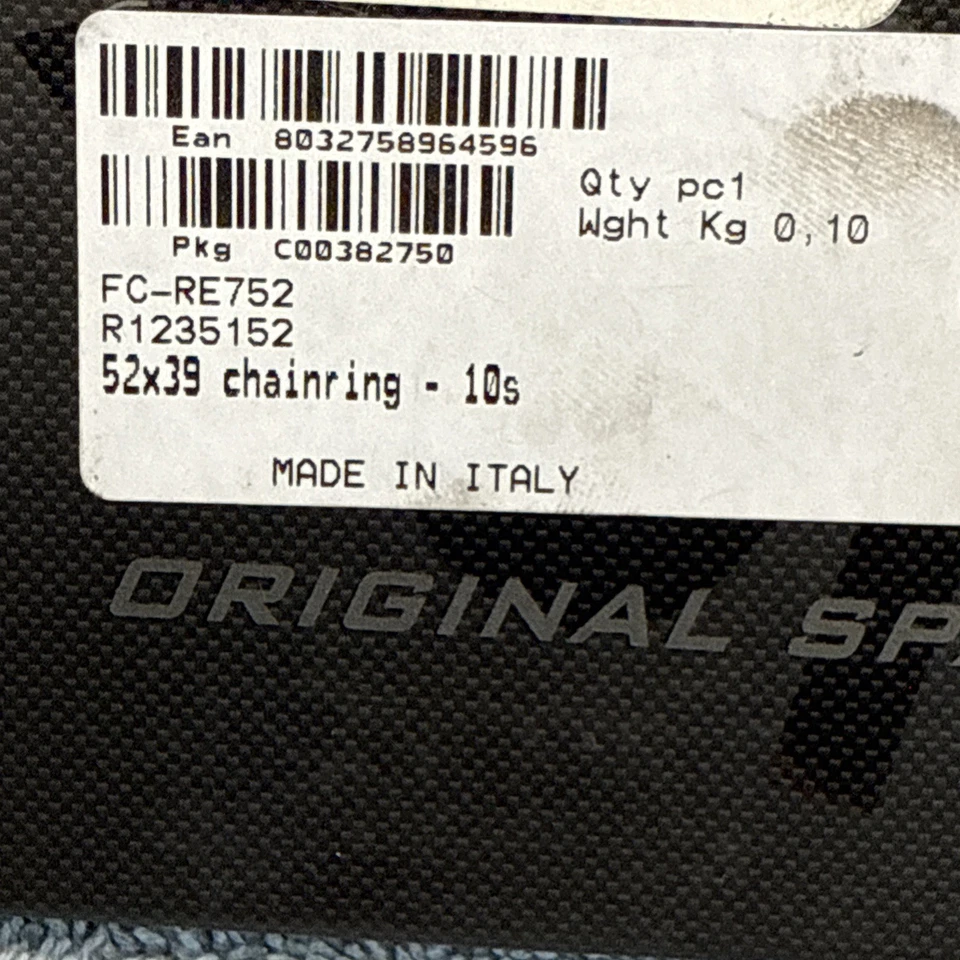 Ean 8032758964596
Pkg C00382750
Qty pc1
Wght Kg 0,10
FC-RE752
R1235152
52x39 chainring - 10s
MADE IN ITALY
ORIGINAL